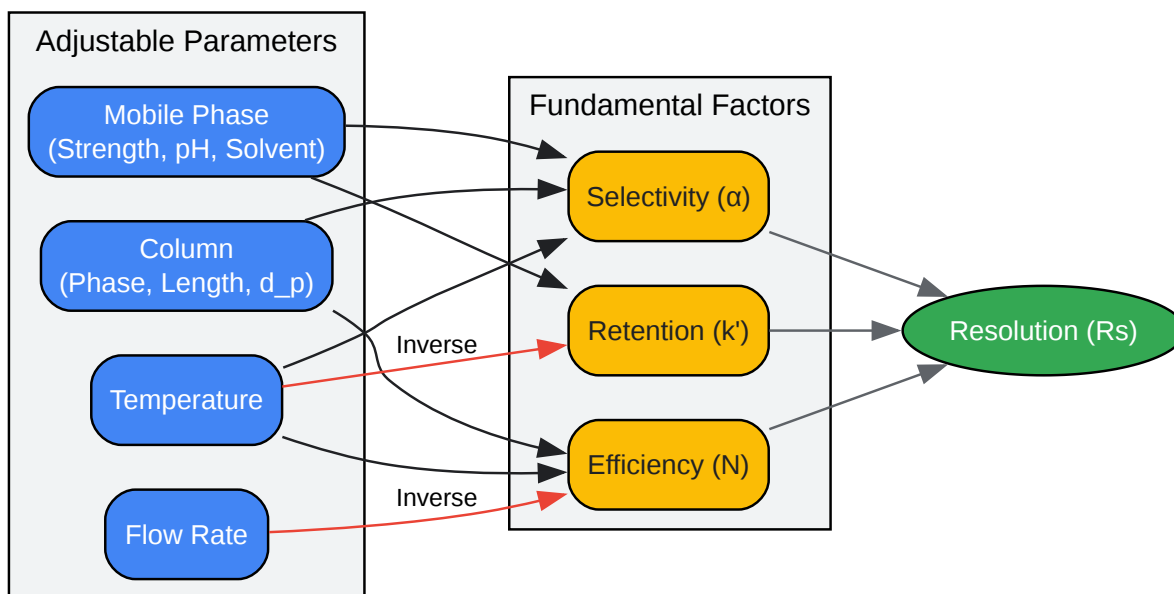 Adjustable Parameters
Mobile Phase
(Strength, pH, Solvent)
Column
(Phase, Length, d_p)
Temperature
Flow Rate
Inverse
Inverse
Fundamental Factors
Selectivity (α)
Retention (k')
Efficiency (N)
Resolution (Rs)